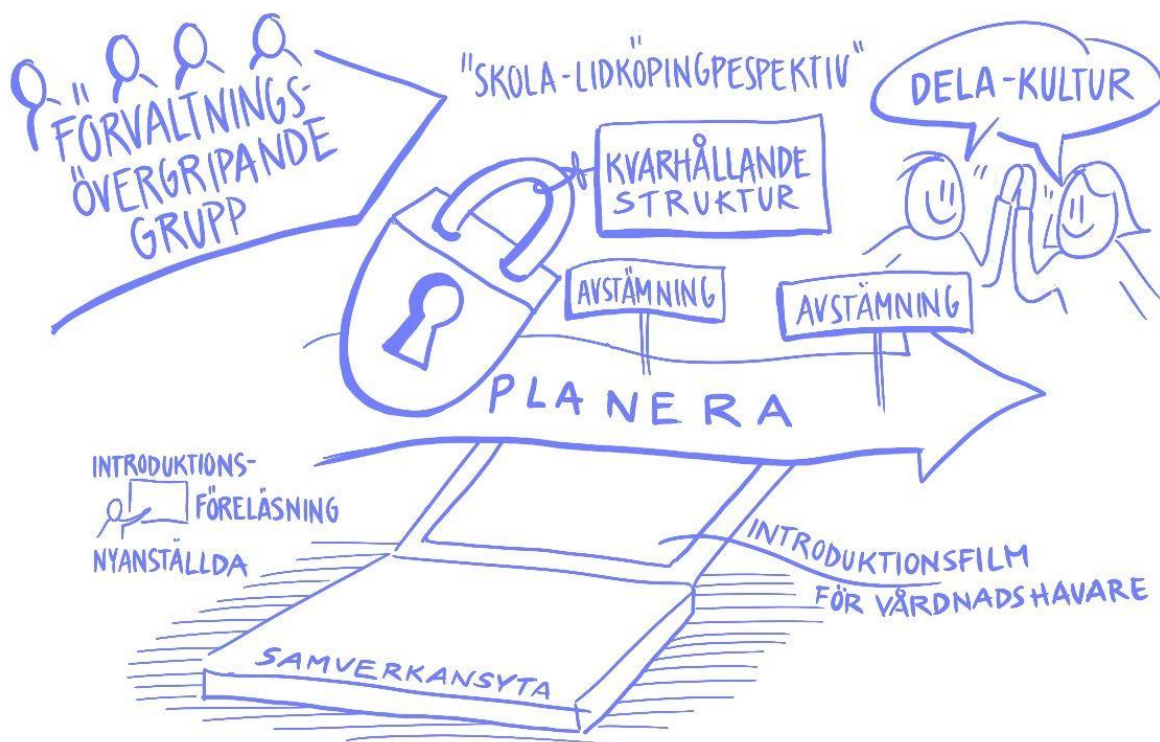 "FÖRVALTNINGS-
ÖVERGRIPANDE
GRUPP
"SKOLA-LIDKÖPINGPESPEKTIV"
DELA-KULTUR
KVARHÅLLANDE
STRUKTUR
AVSTÄMNING
AVSTÄMNING
PLANERA
INTRODUKTIONS-
FÖRELÄSNING
NYANSTÄLLDA
INTRODUKTIONSFILM
FÖR VÅRDNADSHAVARE
SAMVERKANSYTA